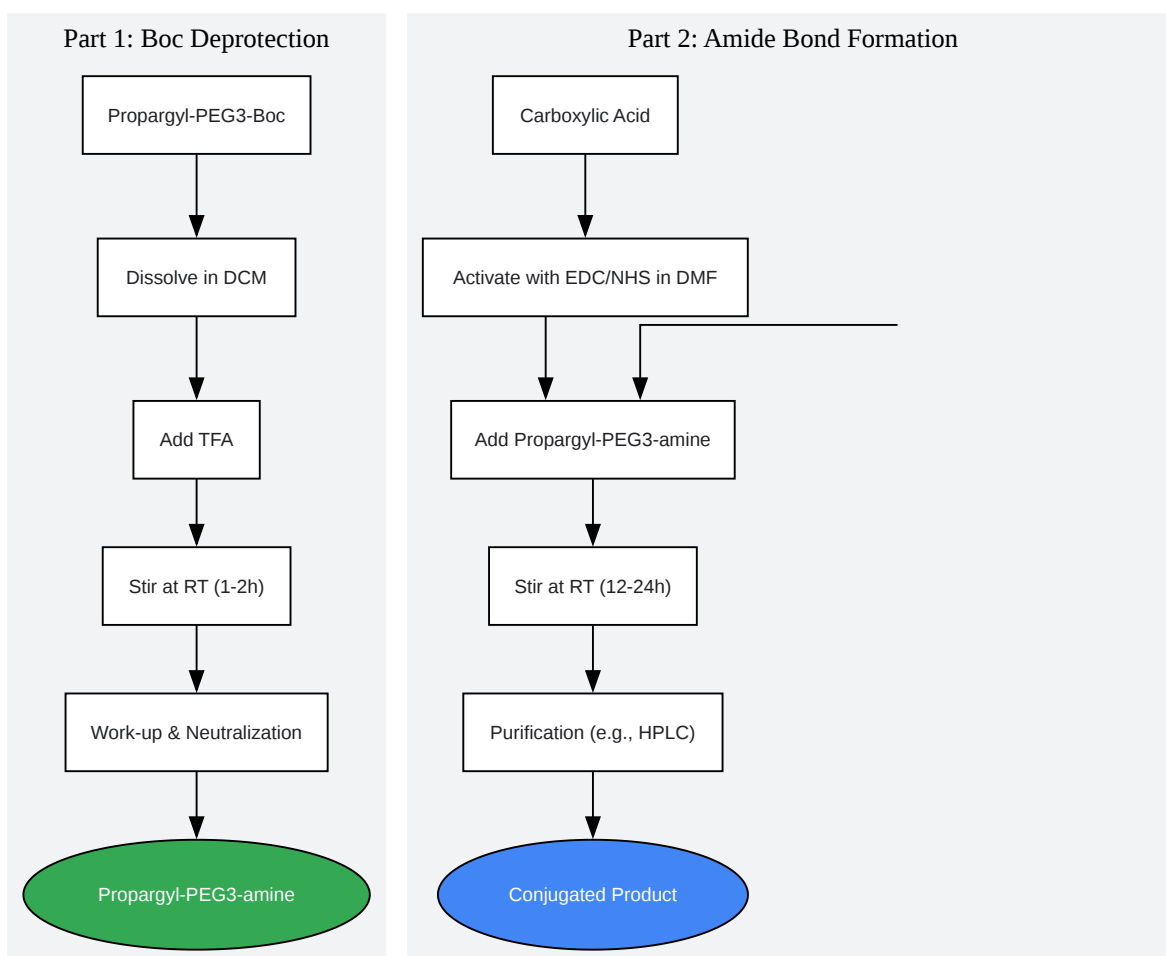 Part 1: Boc Deprotection
Propargyl-PEG3-Boc
Dissolve in DCM
Add TFA
Stir at RT (1-2h)
Work-up & Neutralization
Propargyl-PEG3-amine
Part 2: Amide Bond Formation
Carboxylic Acid
Activate with EDC/NHS in DMF
Add Propargyl-PEG3-amine
Stir at RT (12-24h)
Purification (e.g., HPLC)
Conjugated Product